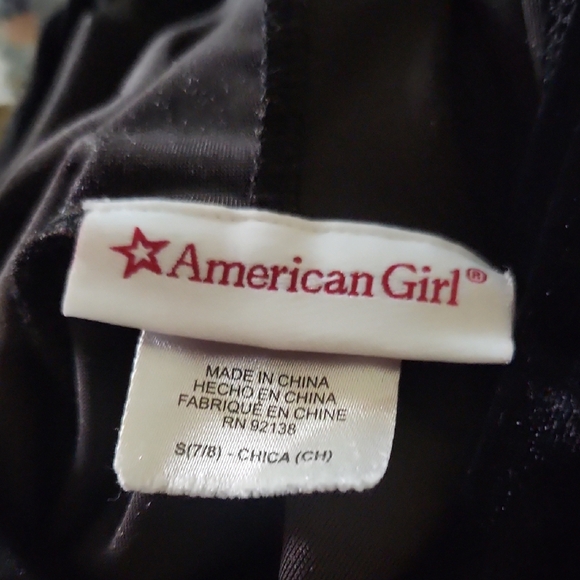 American Girl®
MADE IN CHINA
HECHO EN CHINA
FABRIQUÉ EN CHINE
RN 92138
S(7/8) - CHICA (CH)